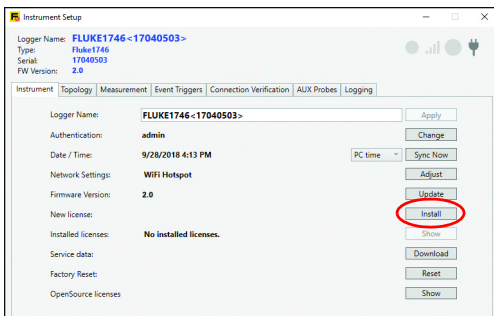 Instrument Setup
Logger Name: FLUKE1746<17040503>
Type: Fluke1746
Serial: 17040503
FW Version: 2.0
Instrument Topology Measurement Event Triggers Connection Verification AUX Probes Logging
Logger Name: FLUKE1746<17040503> Apply
Authentication: admin Change
Date / Time: 9/28/2018 4:13 PM PC time Sync Now
Network Settings: WiFi Hotspot Adjust
Firmware Version: 2.0 Update
New license: Install
Installed licenses: No installed licenses. Show
Service data: Download
Factory Reset: Reset
OpenSource licenses Show